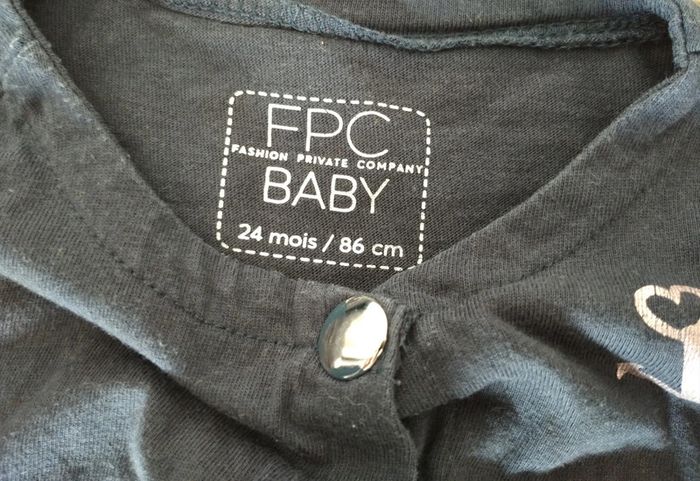 FPC
FASHION PRIVATE COMPANY
BABY
24 mois / 86 cm